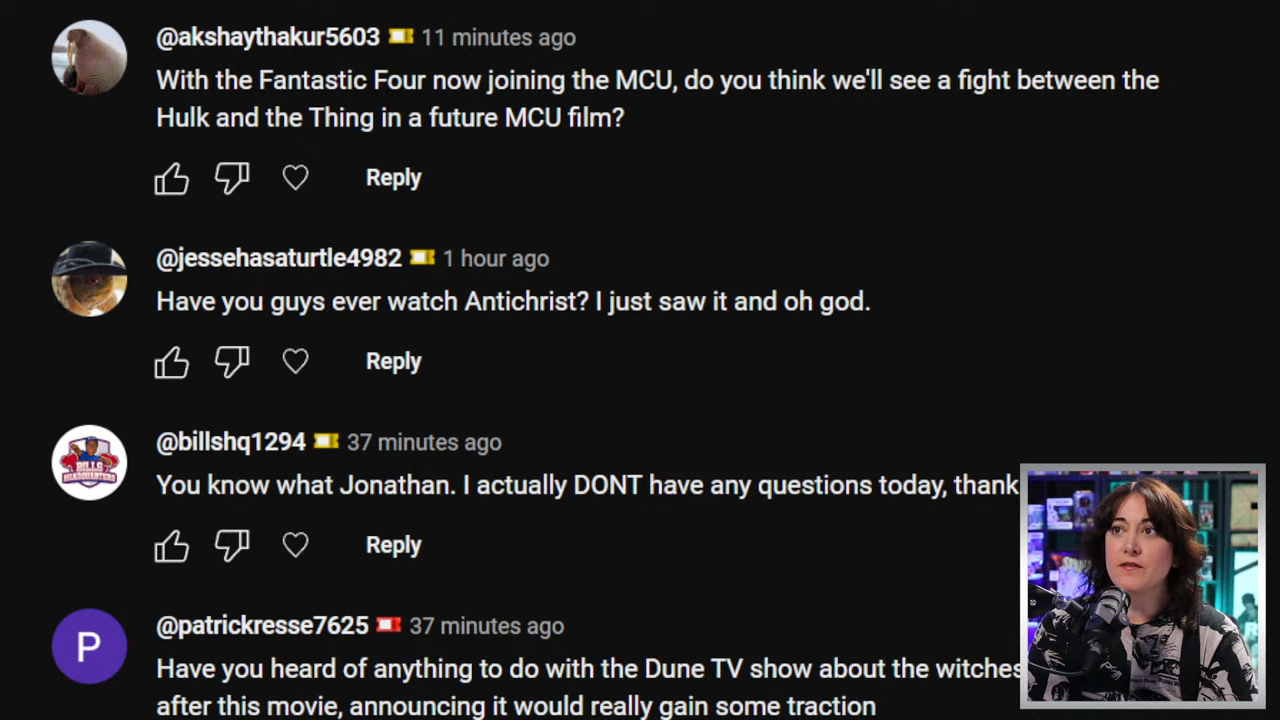 @akshaythakur5603 11 minutes ago
With the Fantastic Four now joining the MCU, do you think we'll see a fight between the
Hulk and the Thing in a future MCU film?
Reply
@jessehasaturtle4982 1 hour ago
Have you guys ever watch Antichrist? I just saw it and oh god.
Reply
BILLS
HEADQUARTERS
@billshq1294 37 minutes ago
You know what Jonathan. I actually DONT have any questions today, thank
Reply
P
@patrickresse7625 37 minutes ago
Have you heard of anything to do with the Dune TV show about the witches
after this movie, announcing it would really gain some traction